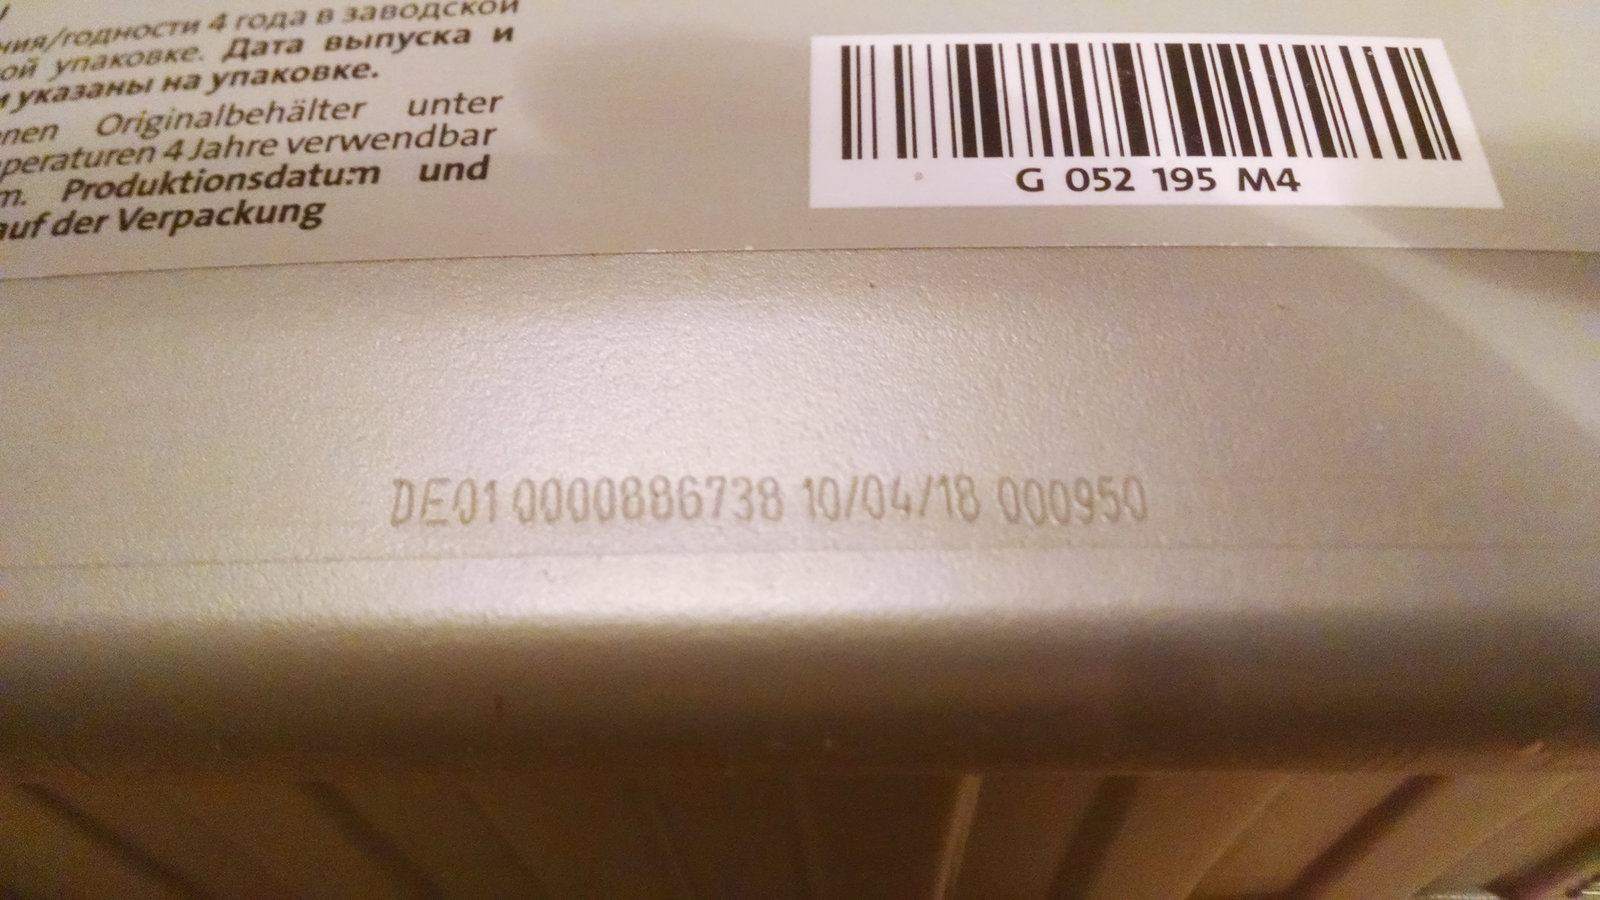 ния/годности 4 года в заводской
ой упаковке. Дата выпуска и
и указаны на упаковке.
nen Originalbehälter unter
peraturen 4 Jahre verwendbar
m. Produktionsdatum und
auf der Verpackung
G 052 195 M4
DE01 0000886738 10/04/18 000950